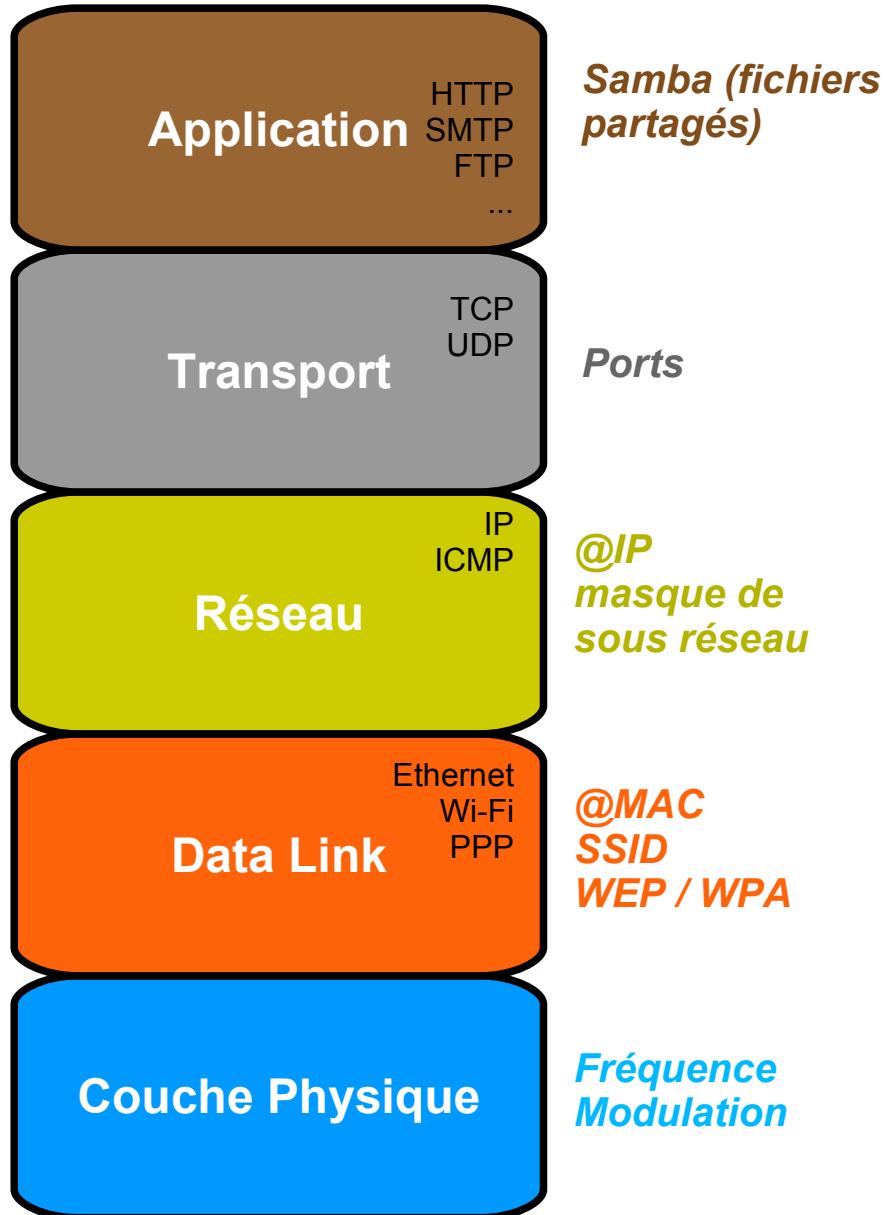 HTTP
Application SMTP
FTP
...
Samba (fichiers
partagés)
TCP
UDP
Transport
Ports
IP
ICMP
Réseau
@IP
masque de
sous réseau
Ethernet
Wi-Fi
PPP
Data Link
@MAC
SSID
WEP / WPA
Couche Physique
Fréquence
Modulation